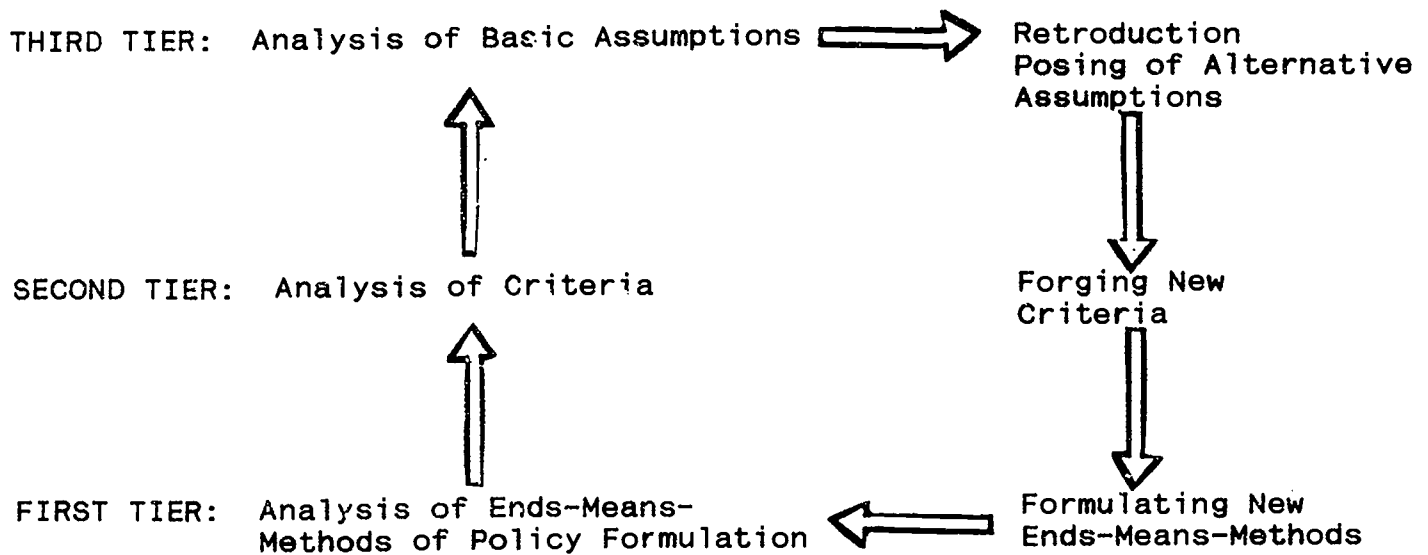 THIRD TIER: Analysis of Basic Assumptions
Retroduction
Posing of Alternative
Assumptions
SECOND TIER: Analysis of Criteria
Forging New
Criteria
FIRST TIER: Analysis of Ends-Means-
Methods of Policy Formulation
Formulating New
Ends-Means-Methods